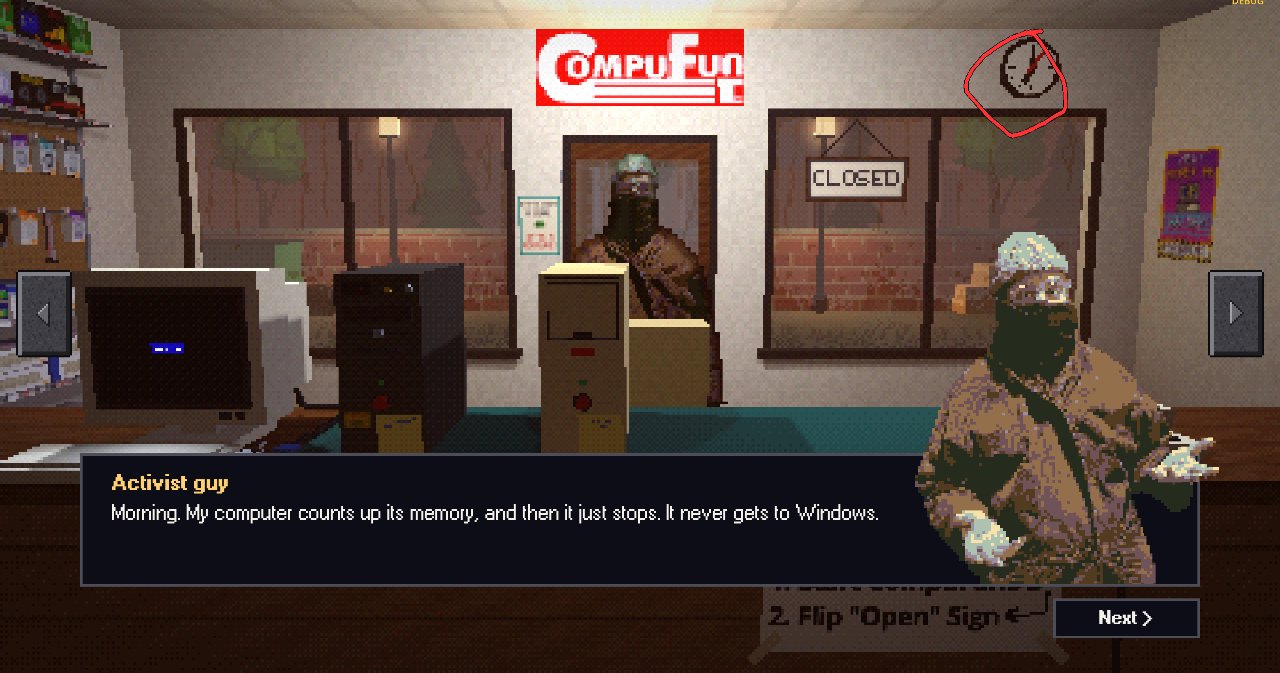 DEBUG
COMPUFUN
CLOSED
Activist guy
Morning. My computer counts up its memory, and then it just stops. It never gets to Windows.
2. Flip "Open" Sign
Next